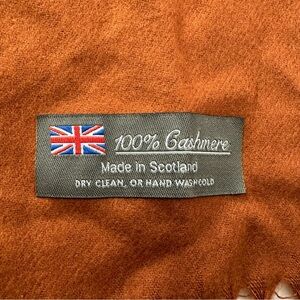 100% Cashmere
Made in Scotland
DRY CLEAN, OR HAND WASH COLD